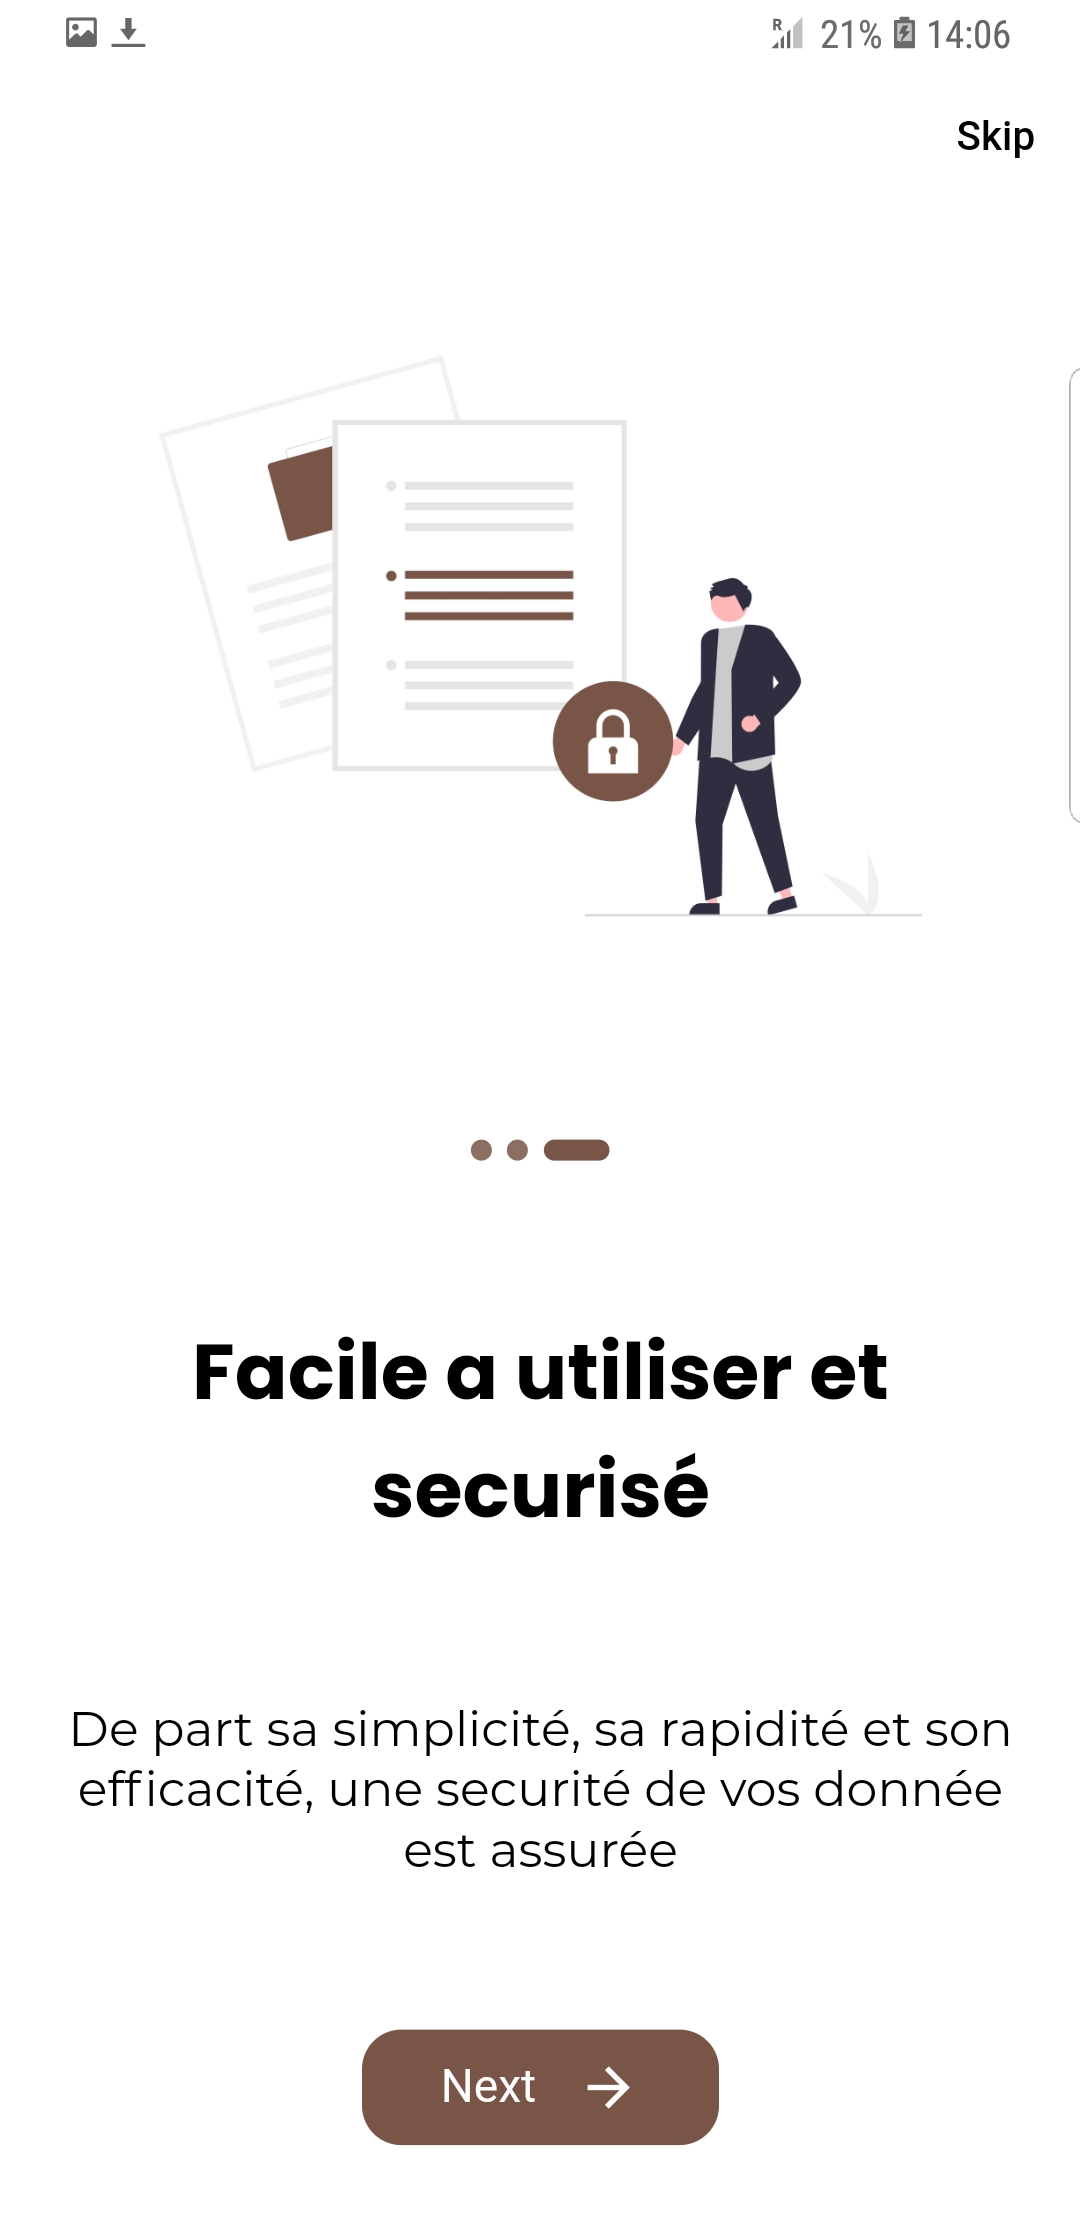 R 21% 14:06
Skip
Facile a utiliser et
securisé
De part sa simplicité, sa rapidité et son
efficacité, une securité de vos donnée
est assurée
Next